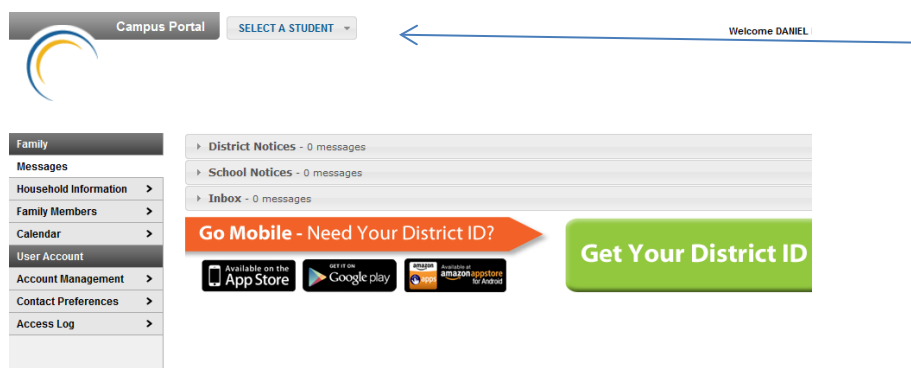 Campus Portal
SELECT A STUDENT
Welcome DANIEL
Family
Messages
Household Information
Family Members
Calendar
User Account
Account Management
Contact Preferences
Access Log
District Notices - 0 messages
School Notices - 0 messages
Inbox - 0 messages
Go Mobile - Need Your District ID?
Available on the
App Store
GET IT ON
Google play
amazon
apps
Available at
amazonappstore
for Android
Get Your District ID